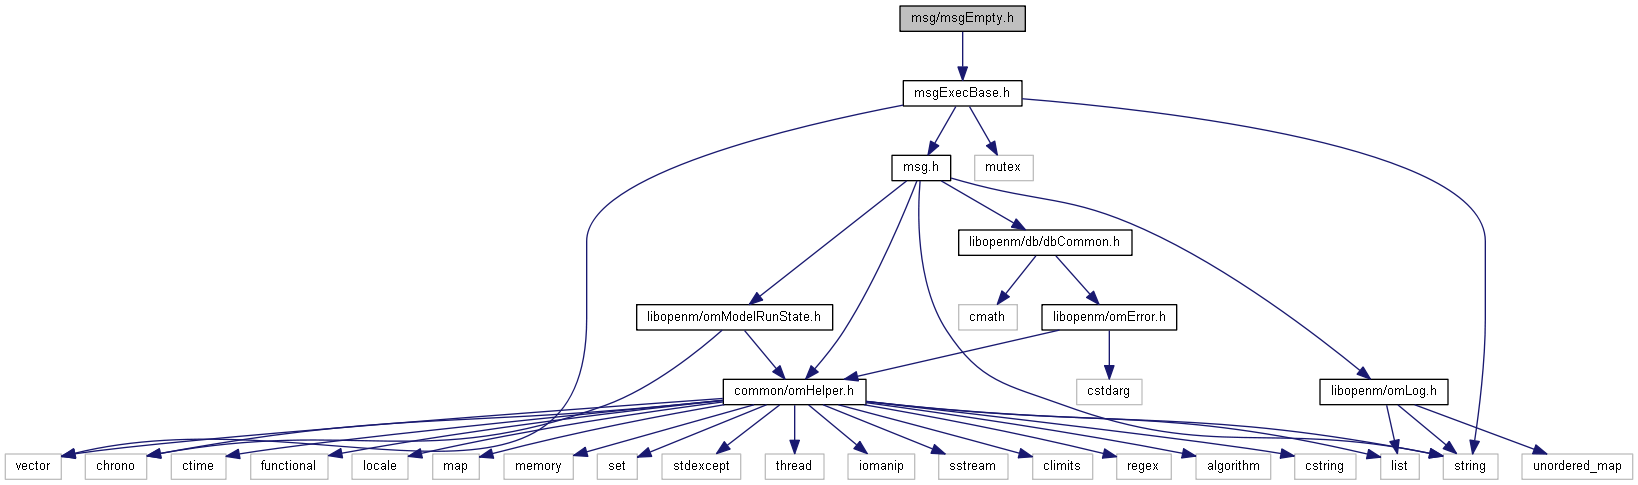 msg/msgEmpty.h
msgExecBase.h
msg.h
mutex
libopenm/db/dbCommon.h
libopenm/omModelRunState.h
cmath
libopenm/omError.h
common/omHelper.h
cstdarg
libopenm/omLog.h
vector
chrono
ctime
functional
locale
map
memory
set
stdexcept
thread
iomanip
sstream
climits
regex
algorithm
cstring
list
string
unordered_map